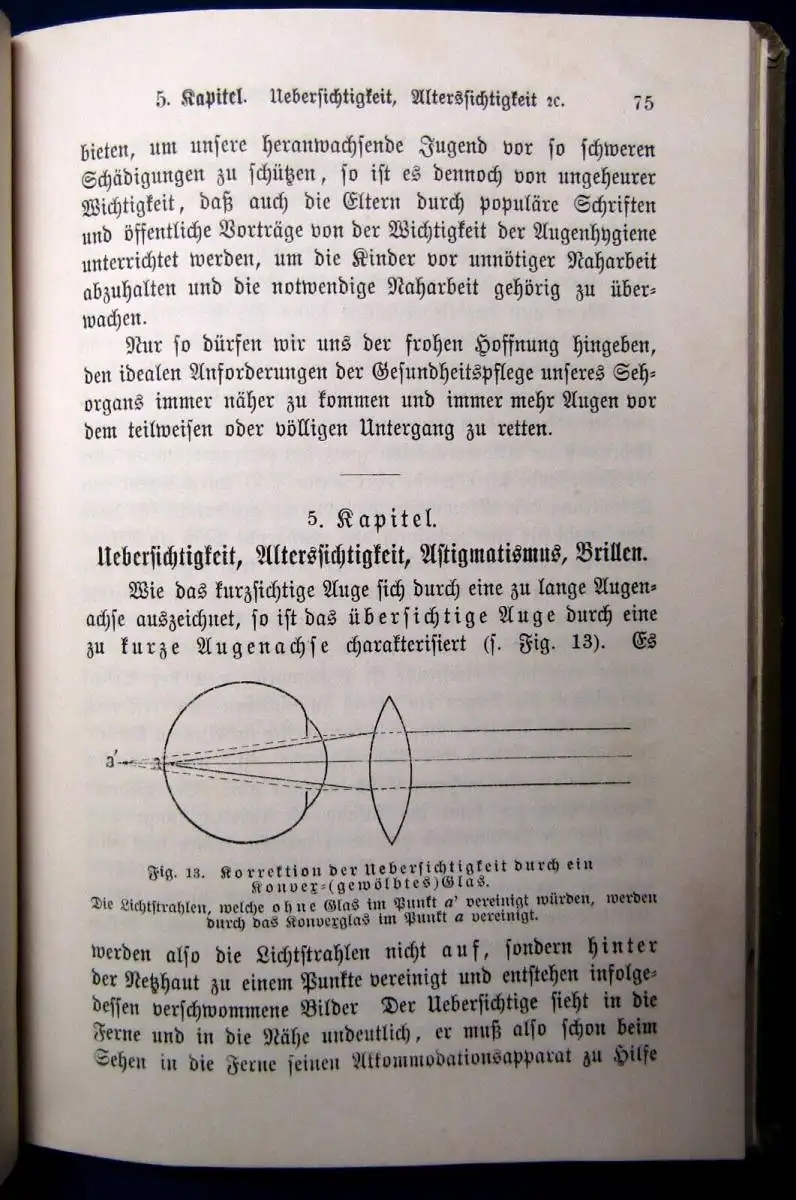 5. Kapitel. Uebersichtigkeit, Alterssichtigkeit ꝛc. 75
bieten, um unsere heranwachsende Jugend vor so schweren
Schädigungen zu schützen, so ist es dennoch von ungeheurer
Wichtigkeit, daß auch die Eltern durch populäre Schriften
und öffentliche Vorträge von der Wichtigkeit der Augenhygiene
unterrichtet werden, um die Kinder vor unnötiger Naharbeit
abzuhalten und die notwendige Naharbeit gehörig zu über-
wachen.
Nur so dürfen wir uns der frohen Hoffnung hingeben,
den idealen Anforderungen der Gesundheitspflege unseres Seh-
organs immer näher zu kommen und immer mehr Augen vor
dem teilweisen oder völligen Untergang zu retten.
5. Kapitel.
Uebersichtigkeit, Alterssichtigkeit, Astigmatismus, Brillen.
Wie das kurzsichtige Auge sich durch eine zu lange Augen-
achse auszeichnet, so ist das übersichtige Auge durch eine
zu kurze Augenachse charakterisiert (s. Fig. 13). Es
a' a
Fig. 13. Korrektion der Uebersichtigkeit durch ein
Konvex-(gewölbtes)Glas.
Die Lichtstrahlen, welche ohne Glas im Punkt a' vereinigt würden, werden
durch das Konvexglas im Punkt a vereinigt.
werden also die Lichtstrahlen nicht auf, sondern hinter
der Netzhaut zu einem Punkte vereinigt und entstehen infolge-
dessen verschwommene Bilder Der Uebersichtige sieht in die
Ferne und in die Nähe undeutlich, er muß also schon beim
Sehen in die Ferne seinen Akkommodationsapparat zu Hilfe